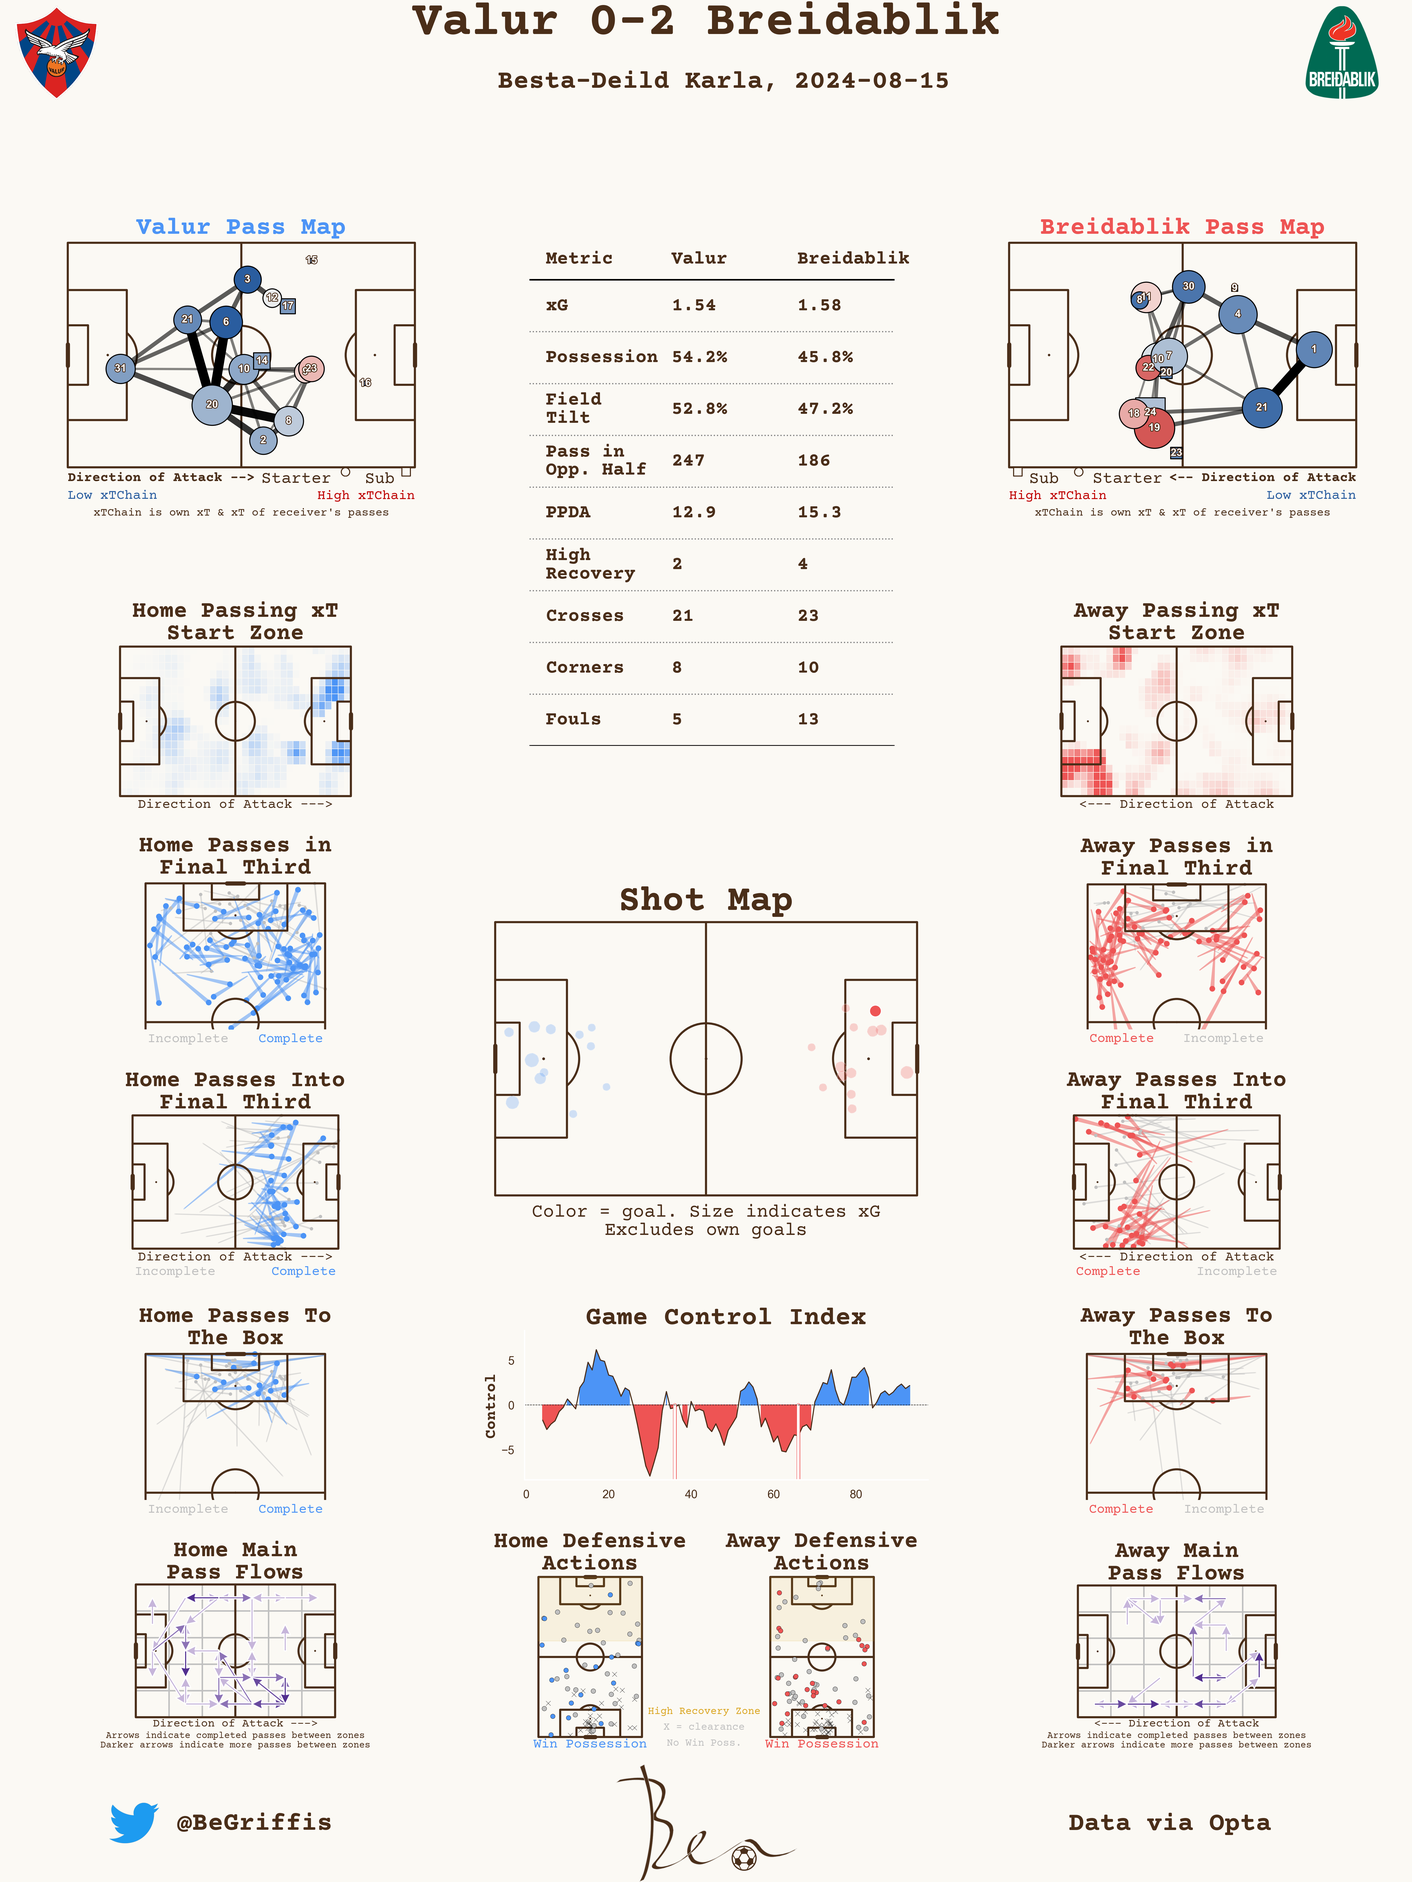 Valur 0-2 Breidablik
Besta-Deild Karla, 2024-08-15
VALUR
BREIÐABLIK
Valur Pass Map
15
3
12
17
21
6
14
31
10
23
16
20
8
2
Direction of Attack --> Starter Sub
Low xTChain High xTChain
xTChain is own xT & xT of receiver's passes
Metric Valur Breidablik
xG 1.54 1.58
Possession 54.2% 45.8%
Field
Tilt 52.8% 47.2%
Pass in
Opp. Half 247 186
PPDA 12.9 15.3
High
Recovery 2 4
Crosses 21 23
Corners 8 10
Fouls 5 13
Breidablik Pass Map
30
9
8
11
4
1
10
7
22
20
18
24
21
19
23
Sub Starter <-- Direction of Attack
High xTChain Low xTChain
xTChain is own xT & xT of receiver's passes
Home Passing xT
Start Zone
Direction of Attack --->
Away Passing xT
Start Zone
<--- Direction of Attack
Home Passes in
Final Third
Incomplete Complete
Away Passes in
Final Third
Complete Incomplete
Shot Map
Color = goal. Size indicates xG
Excludes own goals
Home Passes Into
Final Third
Direction of Attack --->
Incomplete Complete
Away Passes Into
Final Third
<--- Direction of Attack
Complete Incomplete
Home Passes To
The Box
Incomplete Complete
Game Control Index
Control
5
0
−5
0 20 40 60 80
Away Passes To
The Box
Complete Incomplete
Home Main
Pass Flows
Direction of Attack --->
Arrows indicate completed passes between zones
Darker arrows indicate more passes between zones
Home Defensive
Actions
Win Possession
Away Defensive
Actions
Win Possession
High Recovery Zone
X = clearance
No Win Poss.
Away Main
Pass Flows
<--- Direction of Attack
Arrows indicate completed passes between zones
Darker arrows indicate more passes between zones
@BeGriffis
Ben
Data via Opta